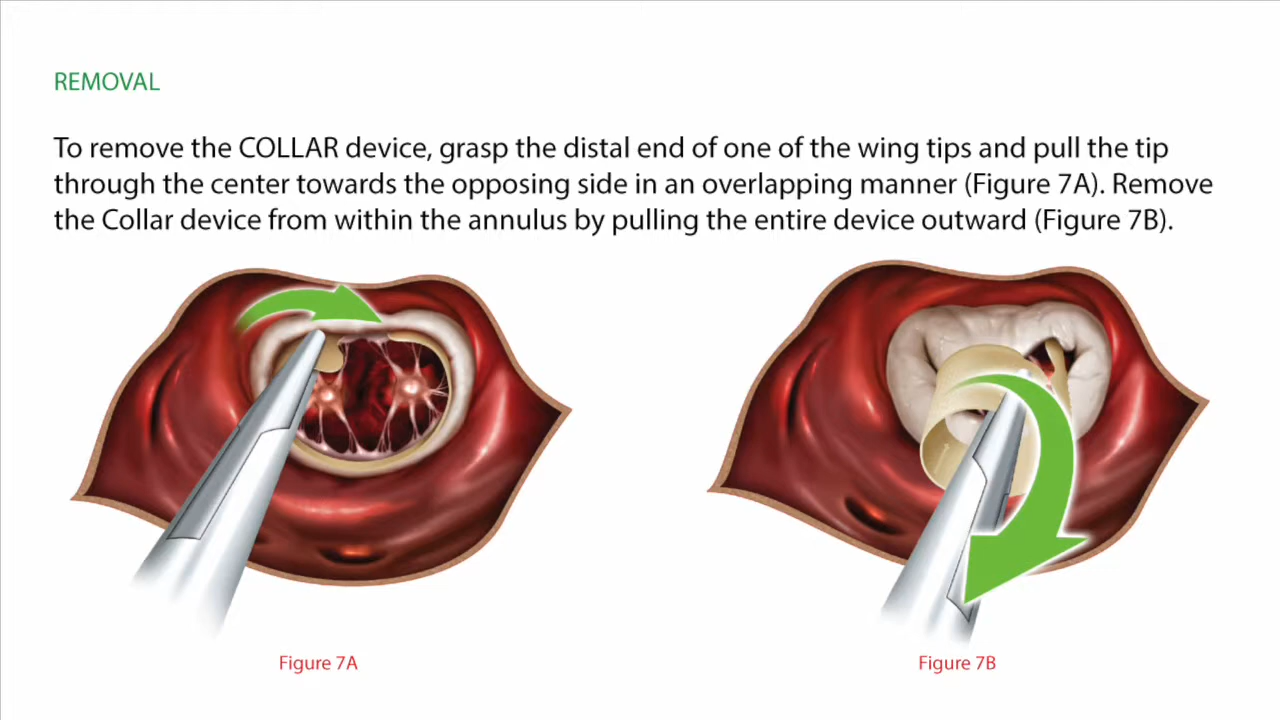 REMOVAL
To remove the COLLAR device, grasp the distal end of one of the wing tips and pull the tip
through the center towards the opposing side in an overlapping manner (Figure 7A). Remove
the Collar device from within the annulus by pulling the entire device outward (Figure 7B).
Figure 7A
Figure 7B